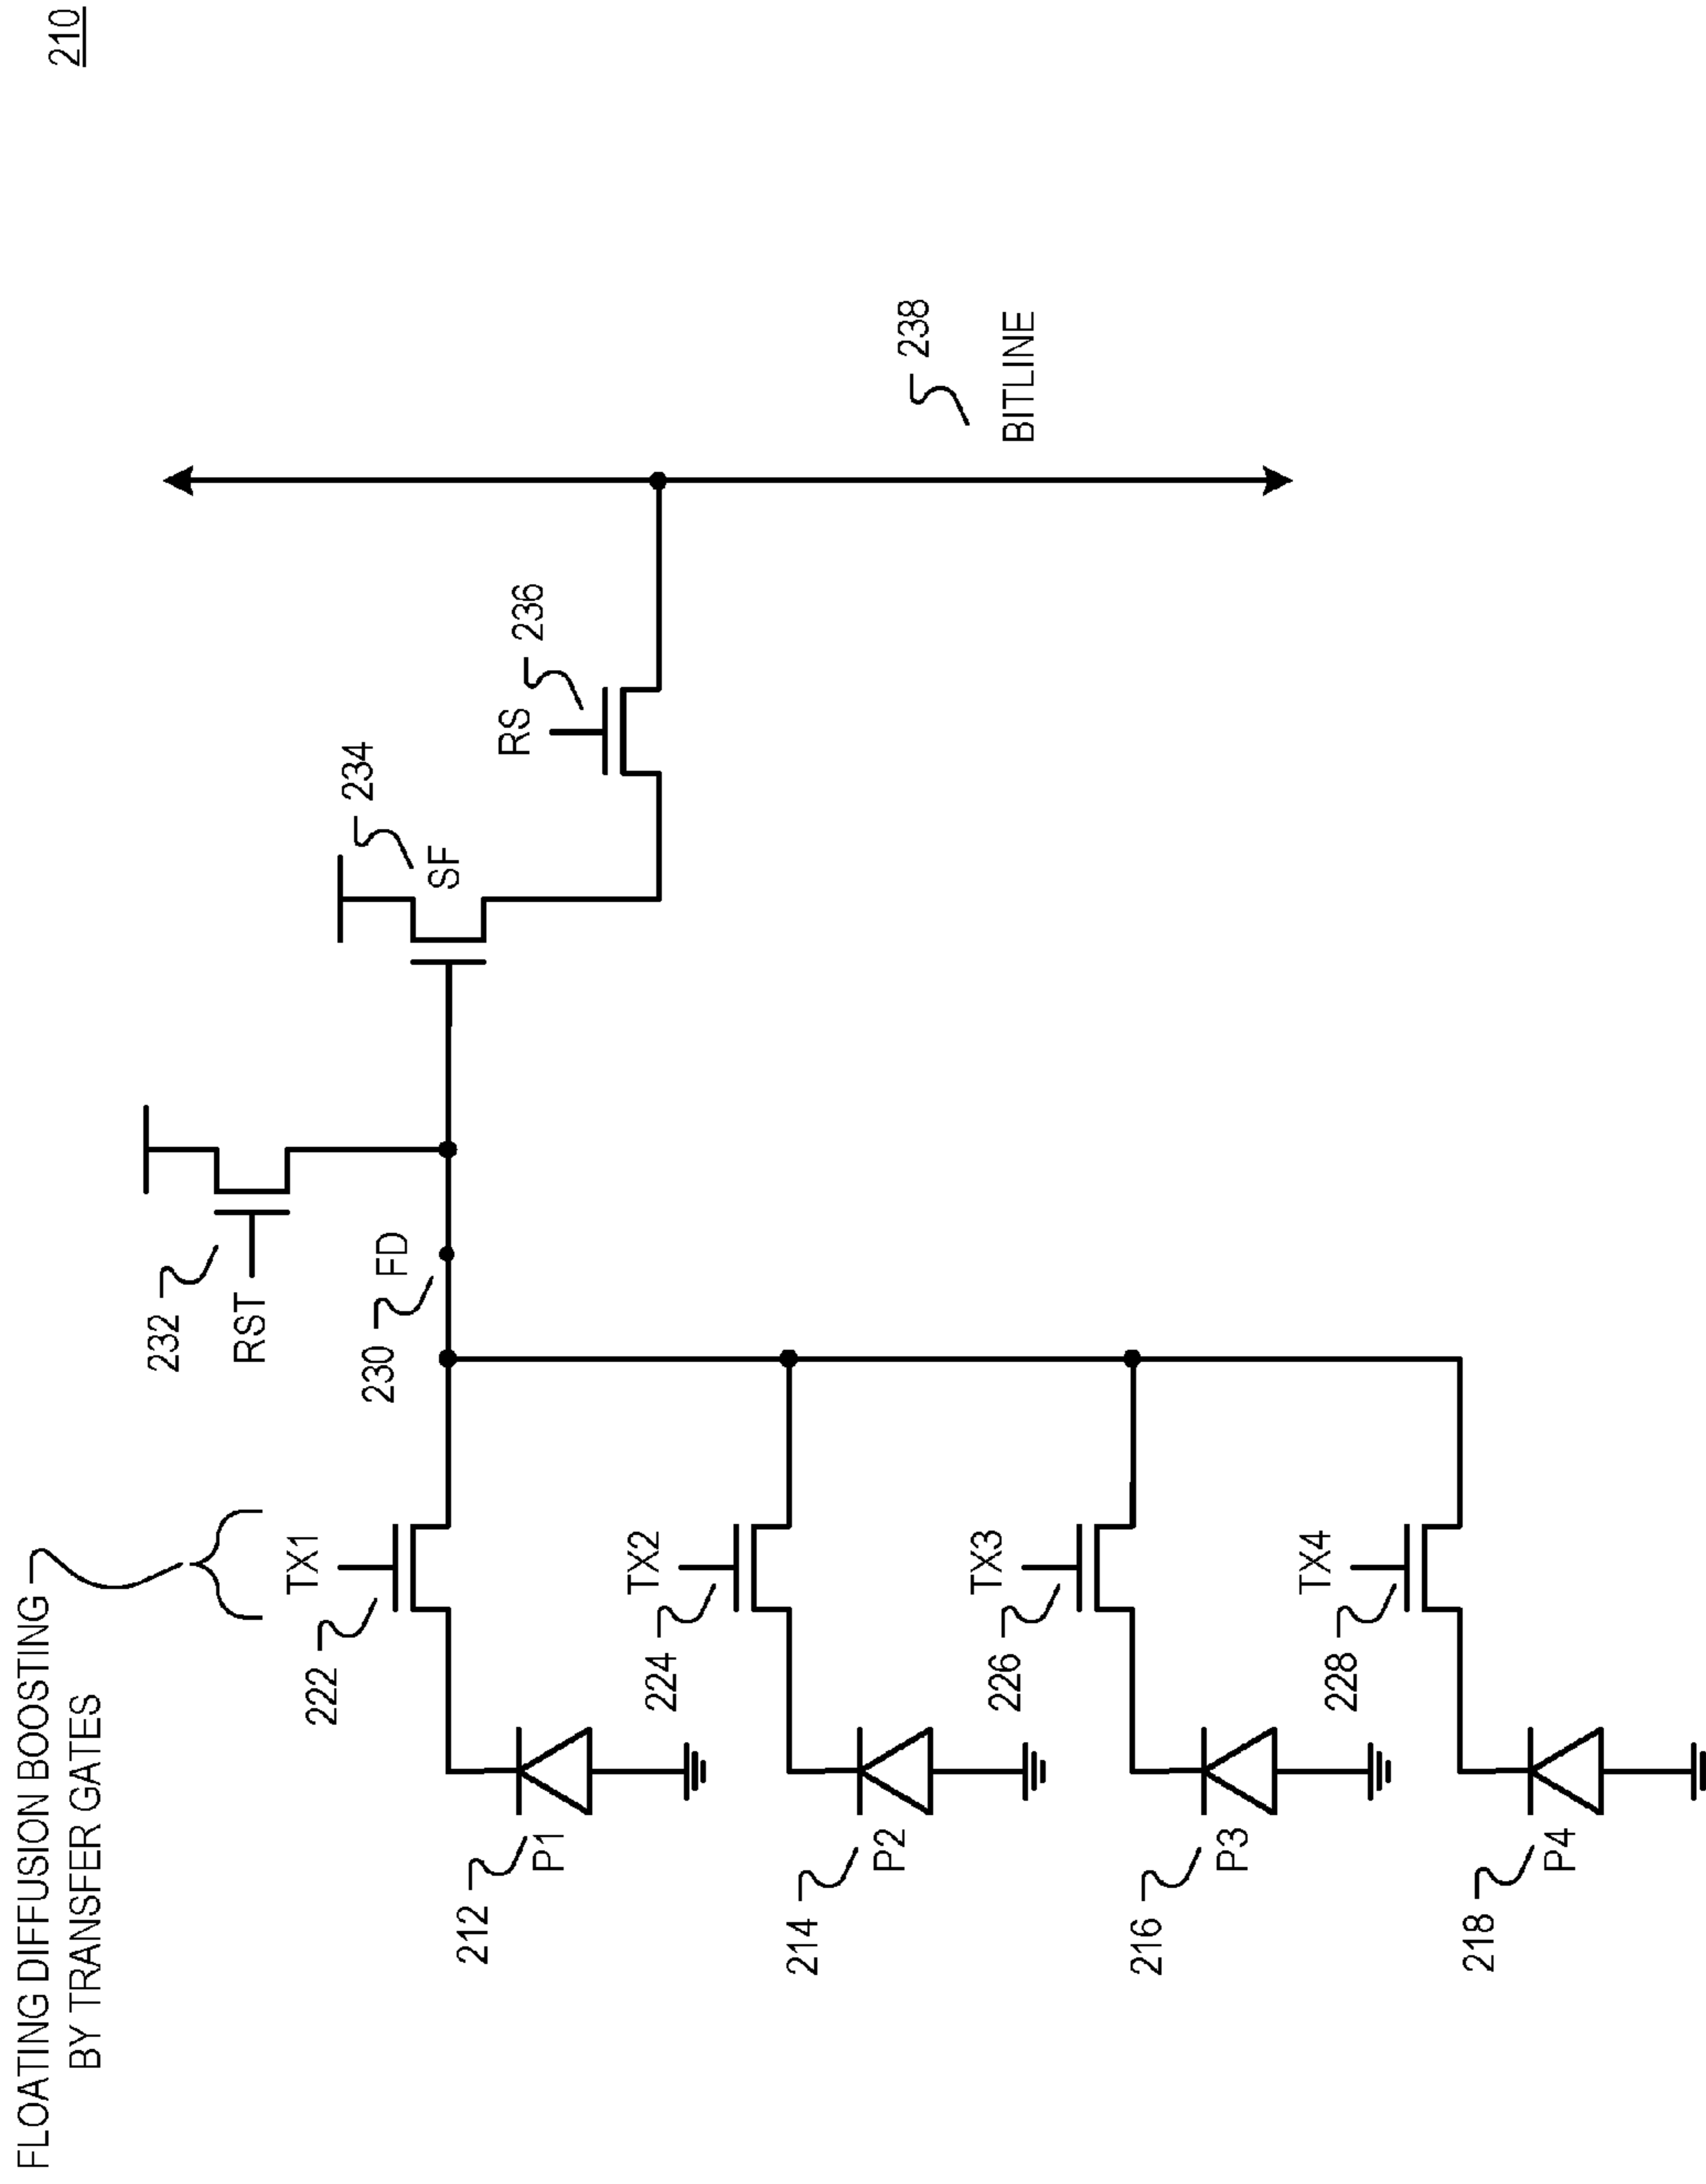 210
FLOATING DIFFUSION BOOSTING
BY TRANSFER GATES
232
RST
230
FD
234
SF
RS
236
238
BITLINE
222
TX1
212
P1
224
TX2
214
P2
226
TX3
216
P3
228
TX4
218
P4